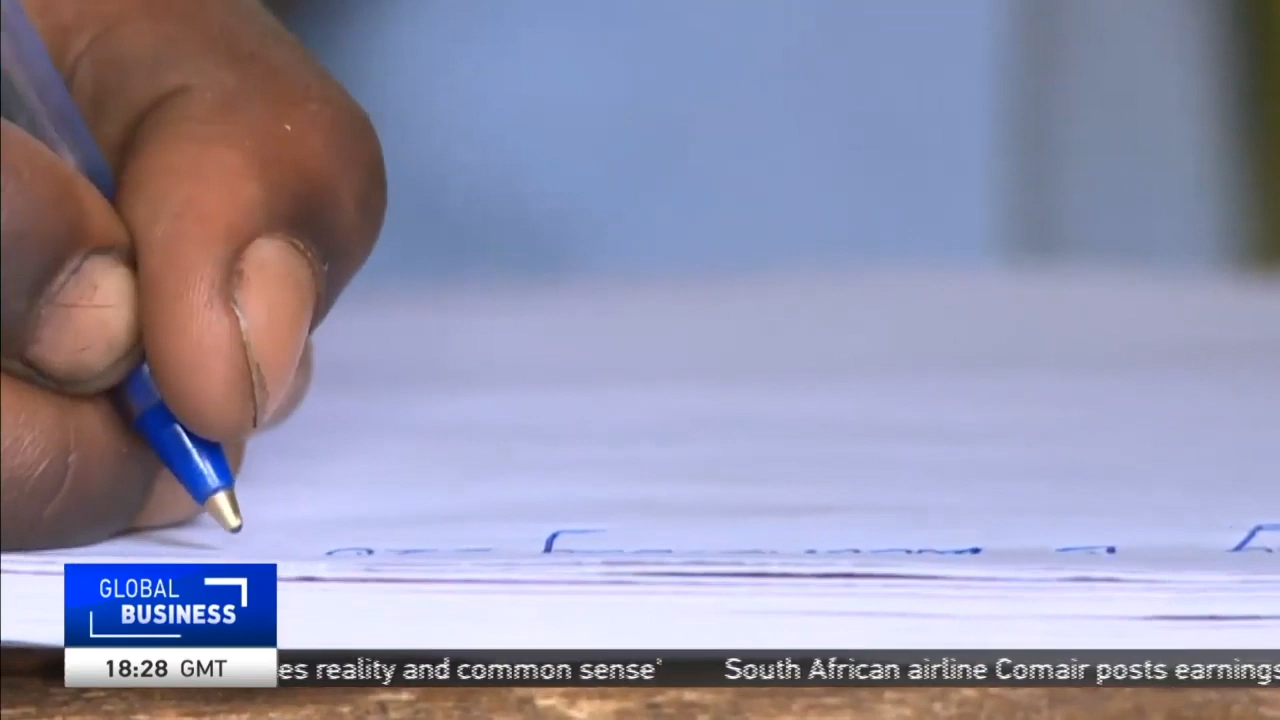 GLOBAL
BUSINESS
18:28 GMT
es reality and common sense' South African airline Comair posts earnings